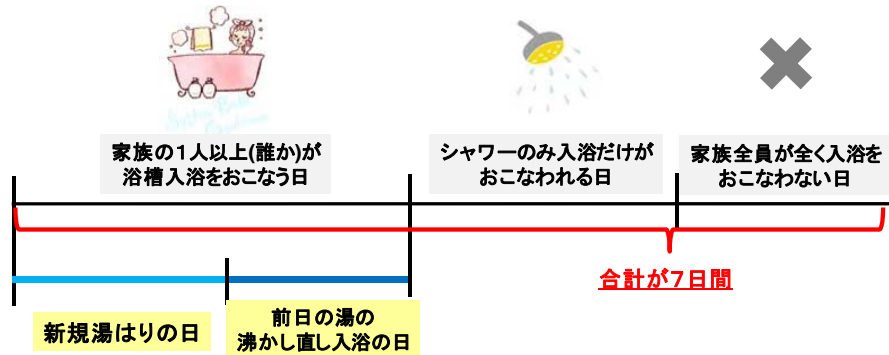 家族の1人以上(誰か)が
浴槽入浴をおこなう日
シャワーのみ入浴だけが
おこなわれる日
家族全員が全く入浴を
おこなわない日
合計が7日間
新規湯はりの日
前日の湯の
沸かし直し入浴の日